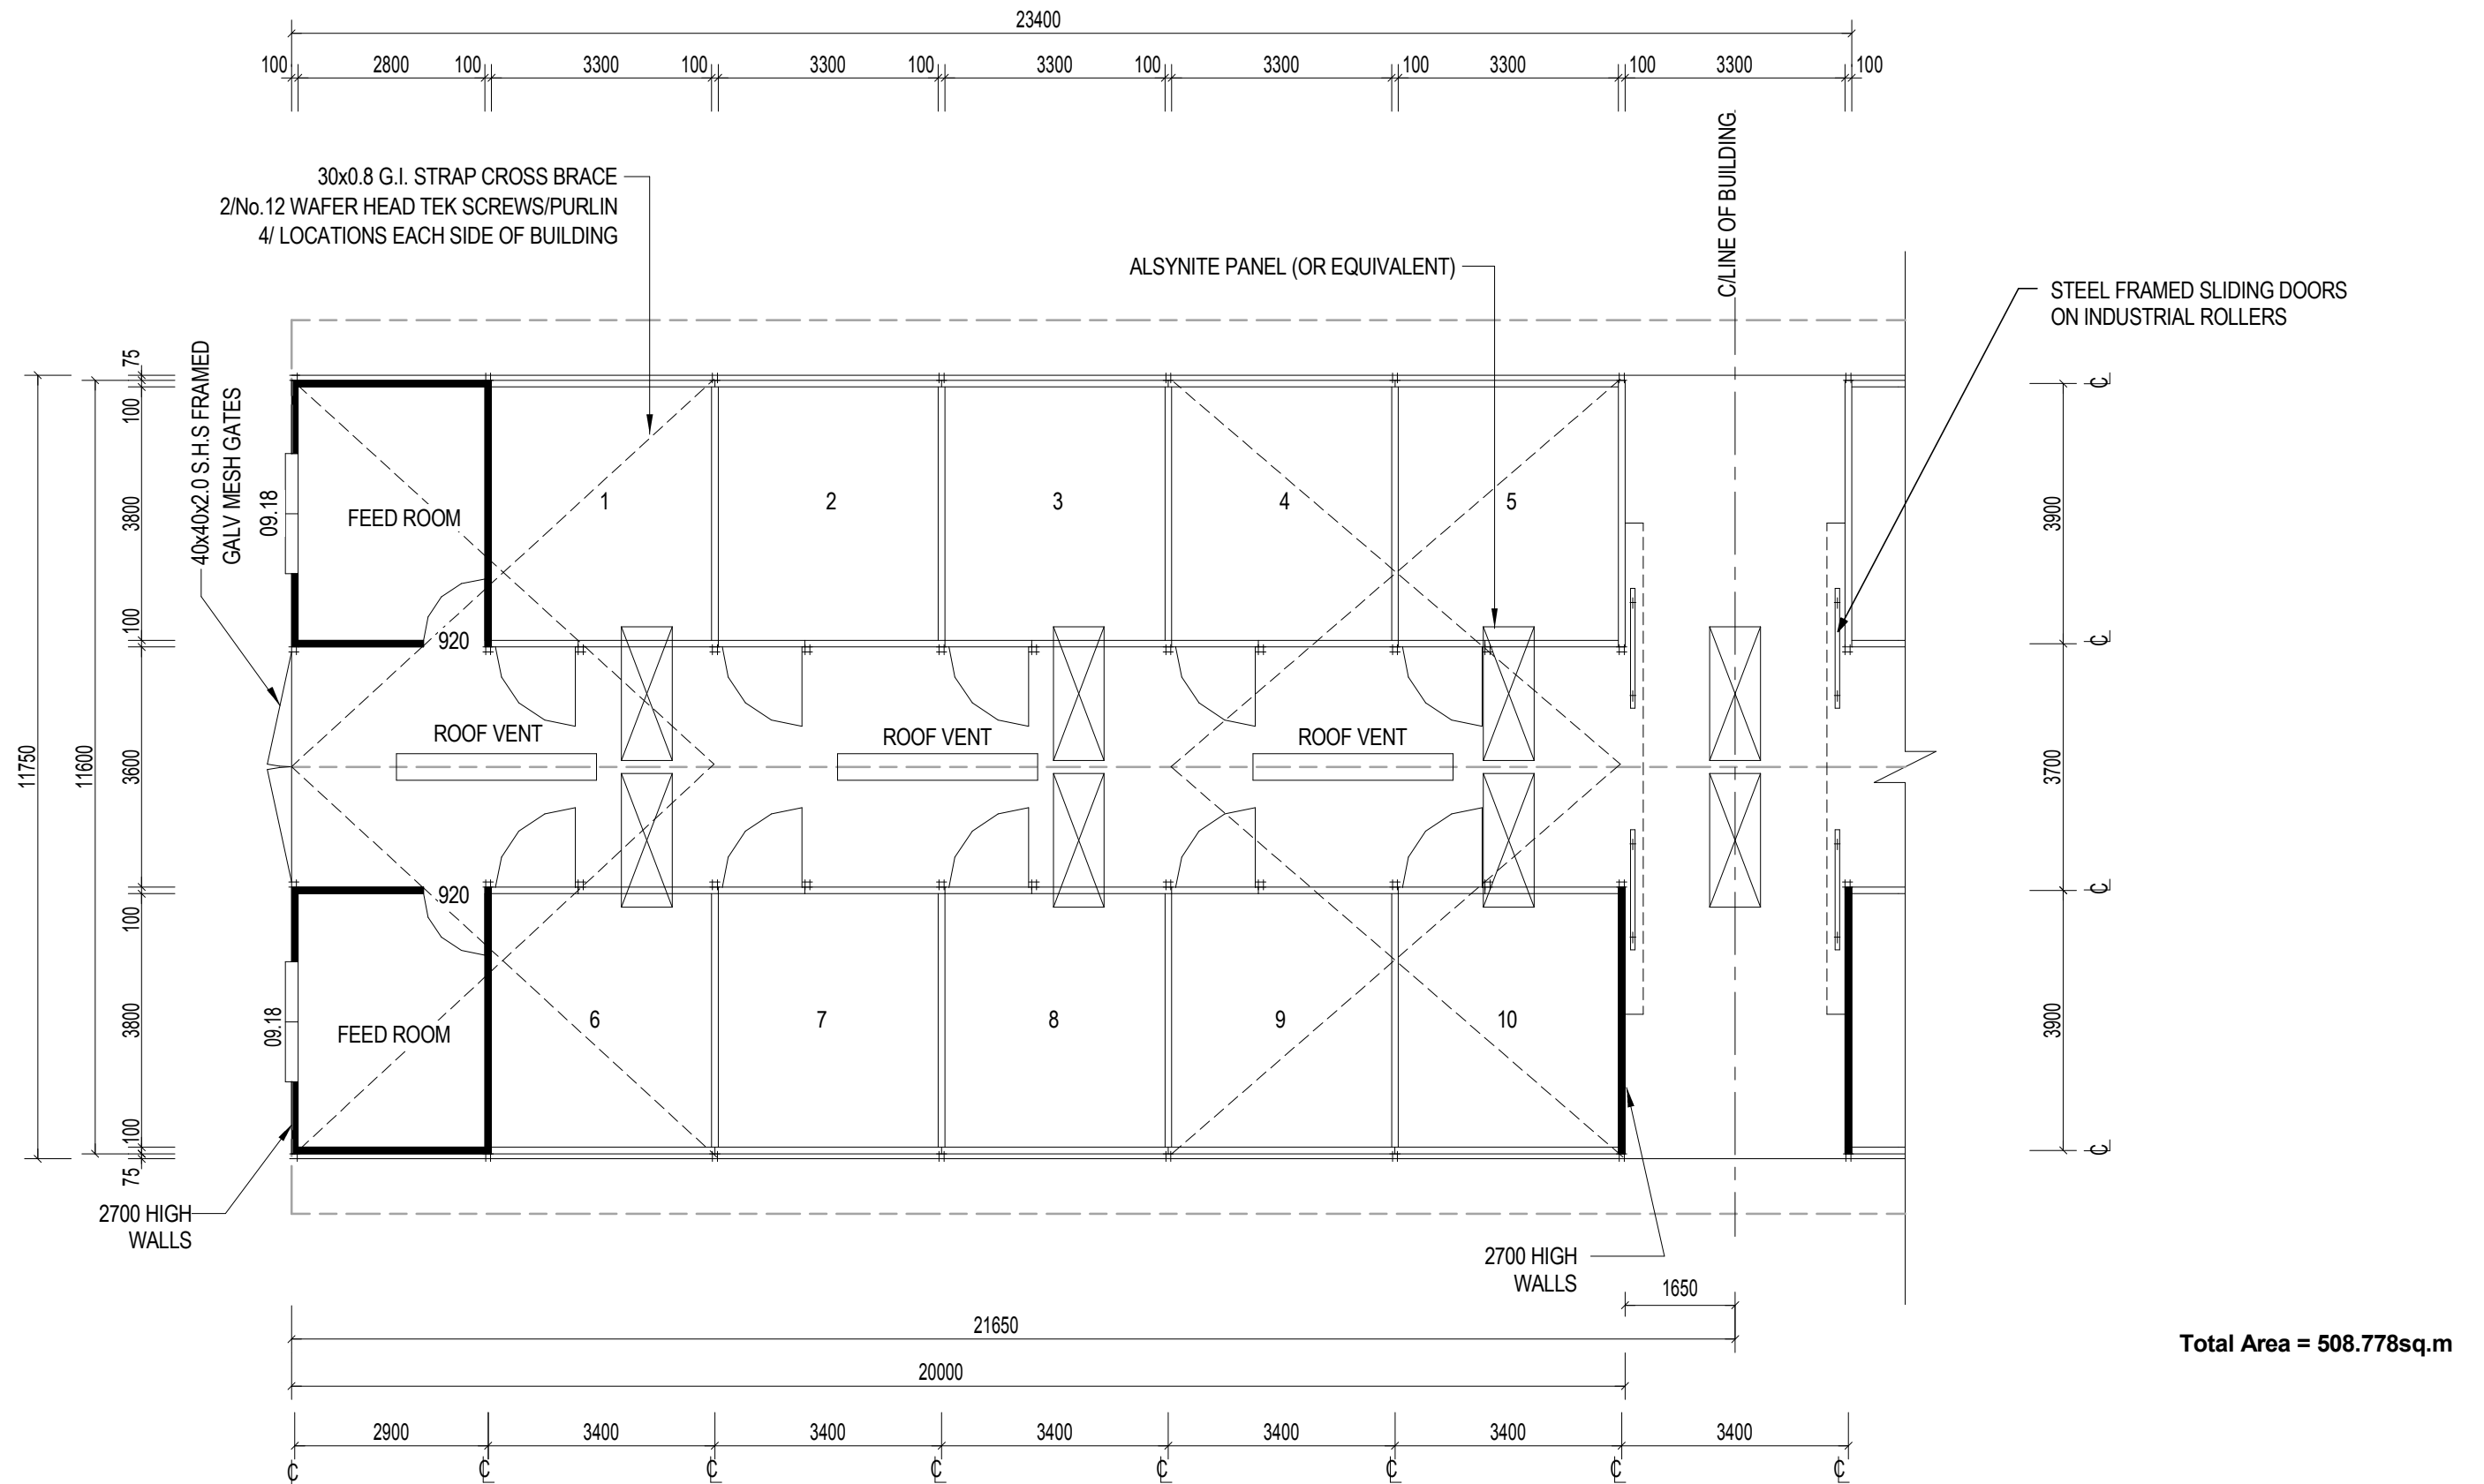 23400
100 2800 100 3300 100 3300 100 3300 100 3300 100 3300 100 3300 100
30x0.8 G.I. STRAP CROSS BRACE
2/No.12 WAFER HEAD TEK SCREWS/PURLIN
4/ LOCATIONS EACH SIDE OF BUILDING
ALSYNITE PANEL (OR EQUIVALENT)
C/LINE OF BUILDING
STEEL FRAMED SLIDING DOORS
ON INDUSTRIAL ROLLERS
40x40x2.0 S.H.S FRAMED
GALV MESH GATES
11750
11600
75
100
3800
100
3600
100
3800
100
75
09.18
FEED ROOM
1
2
3
4
5
920
ROOF VENT
ROOF VENT
ROOF VENT
920
09.18
FEED ROOM
6
7
8
9
10
3900
3700
3900
℄
℄
℄
℄
2700 HIGH
WALLS
2700 HIGH
WALLS
1650
21650
20000
Total Area = 508.778sq.m
2900 3400 3400 3400 3400 3400 3400
℄ ℄ ℄ ℄ ℄ ℄ ℄ ℄